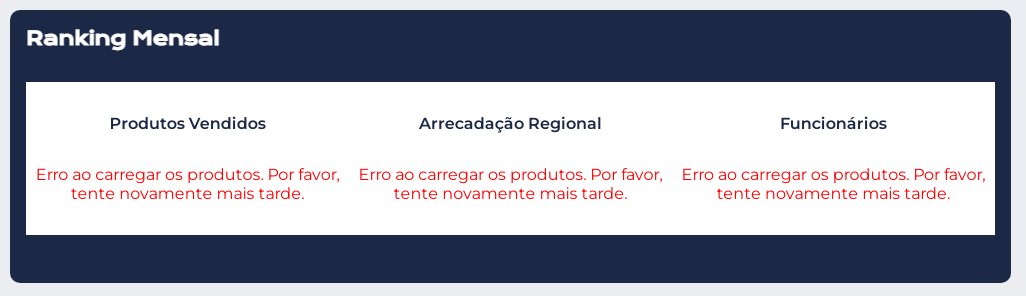 Ranking Mensal
Produtos Vendidos
Erro ao carregar os produtos. Por favor,
tente novamente mais tarde.
Arrecadação Regional
Erro ao carregar os produtos. Por favor,
tente novamente mais tarde.
Funcionários
Erro ao carregar os produtos. Por favor,
tente novamente mais tarde.